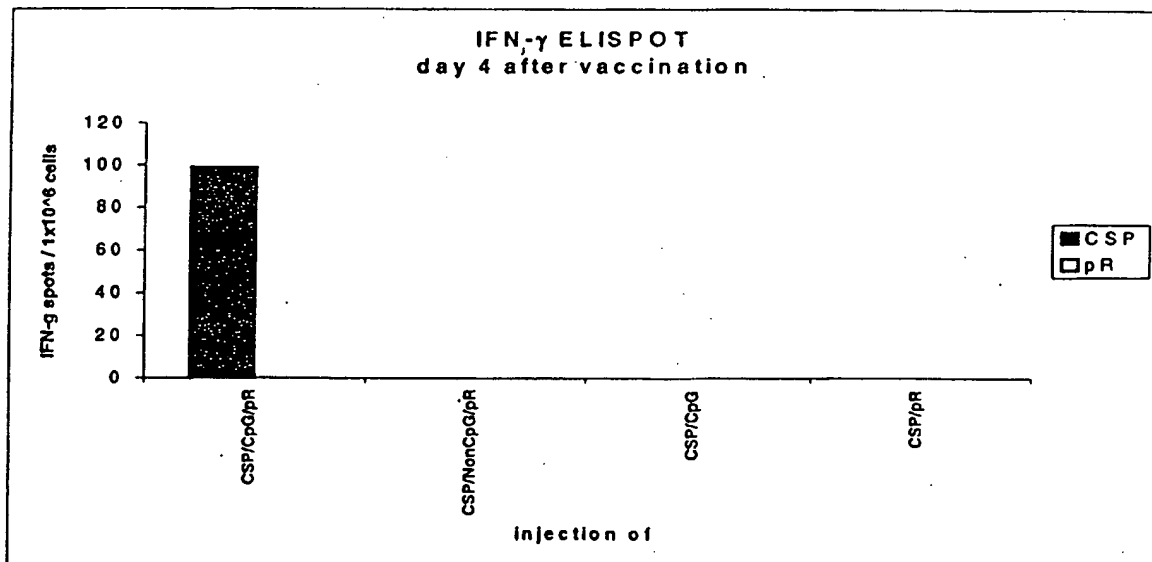 IFN,-γ ELISPOT
day 4 after vaccination
IFN-g spots / 1x10^6 cells
120
100
80
60
40
20
0
CSP/CpG/pR
CSP/NonCpG/pR
CSP/CpG
CSP/pR
injection of
CSP
pR